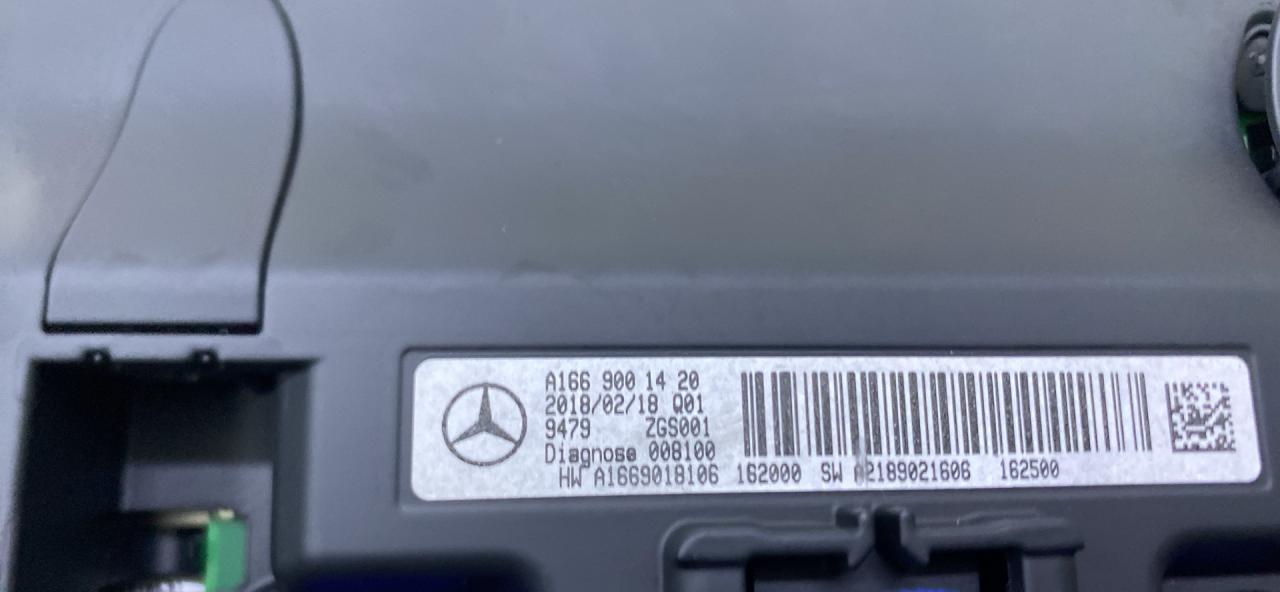 A166 900 14 20
2018/02/18 Q01
9479 ZGS001
Diagnose 008100
HW A1669018106 162000 SW A2189021606 162500